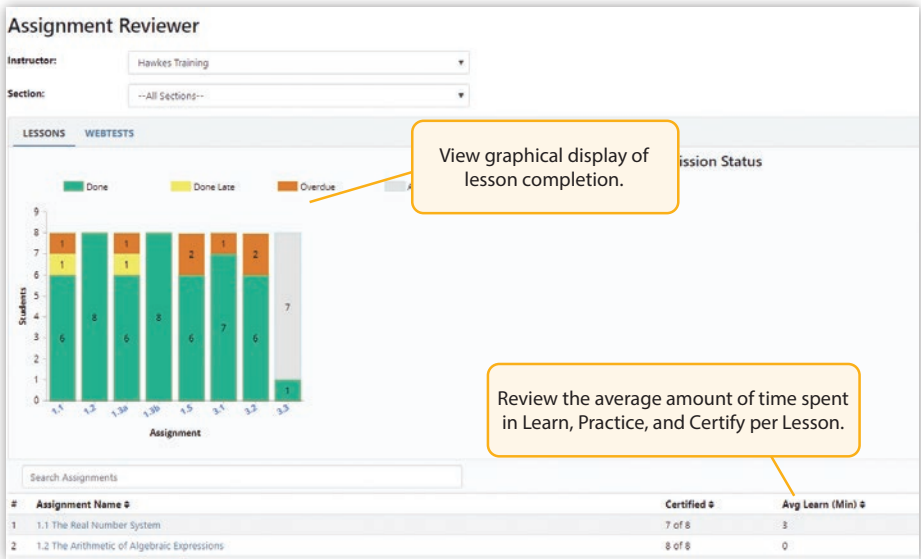 Assignment Reviewer
Instructor:
Hawkes Training
Section:
--All Sections--
LESSONS WEBTESTS
View graphical display of
lesson completion.
ission Status
Done Done Late Overdue
9
8
7
6
5
4
3
2
1
0
Students
1 1 2 1 2
1 1
6 8 6 8 6 7 6 7
1
1.1 1.2 1.3a 1.3b 1.5 3.1 3.2 3.3
Assignment
Review the average amount of time spent
in Learn, Practice, and Certify per Lesson.
Search Assignments
# Assignment Name Certified Avg Learn (Min)
1 1.1 The Real Number System 7 of 8 3
2 1.2 The Arithmetic of Algebraic Expressions 8 of 8 0